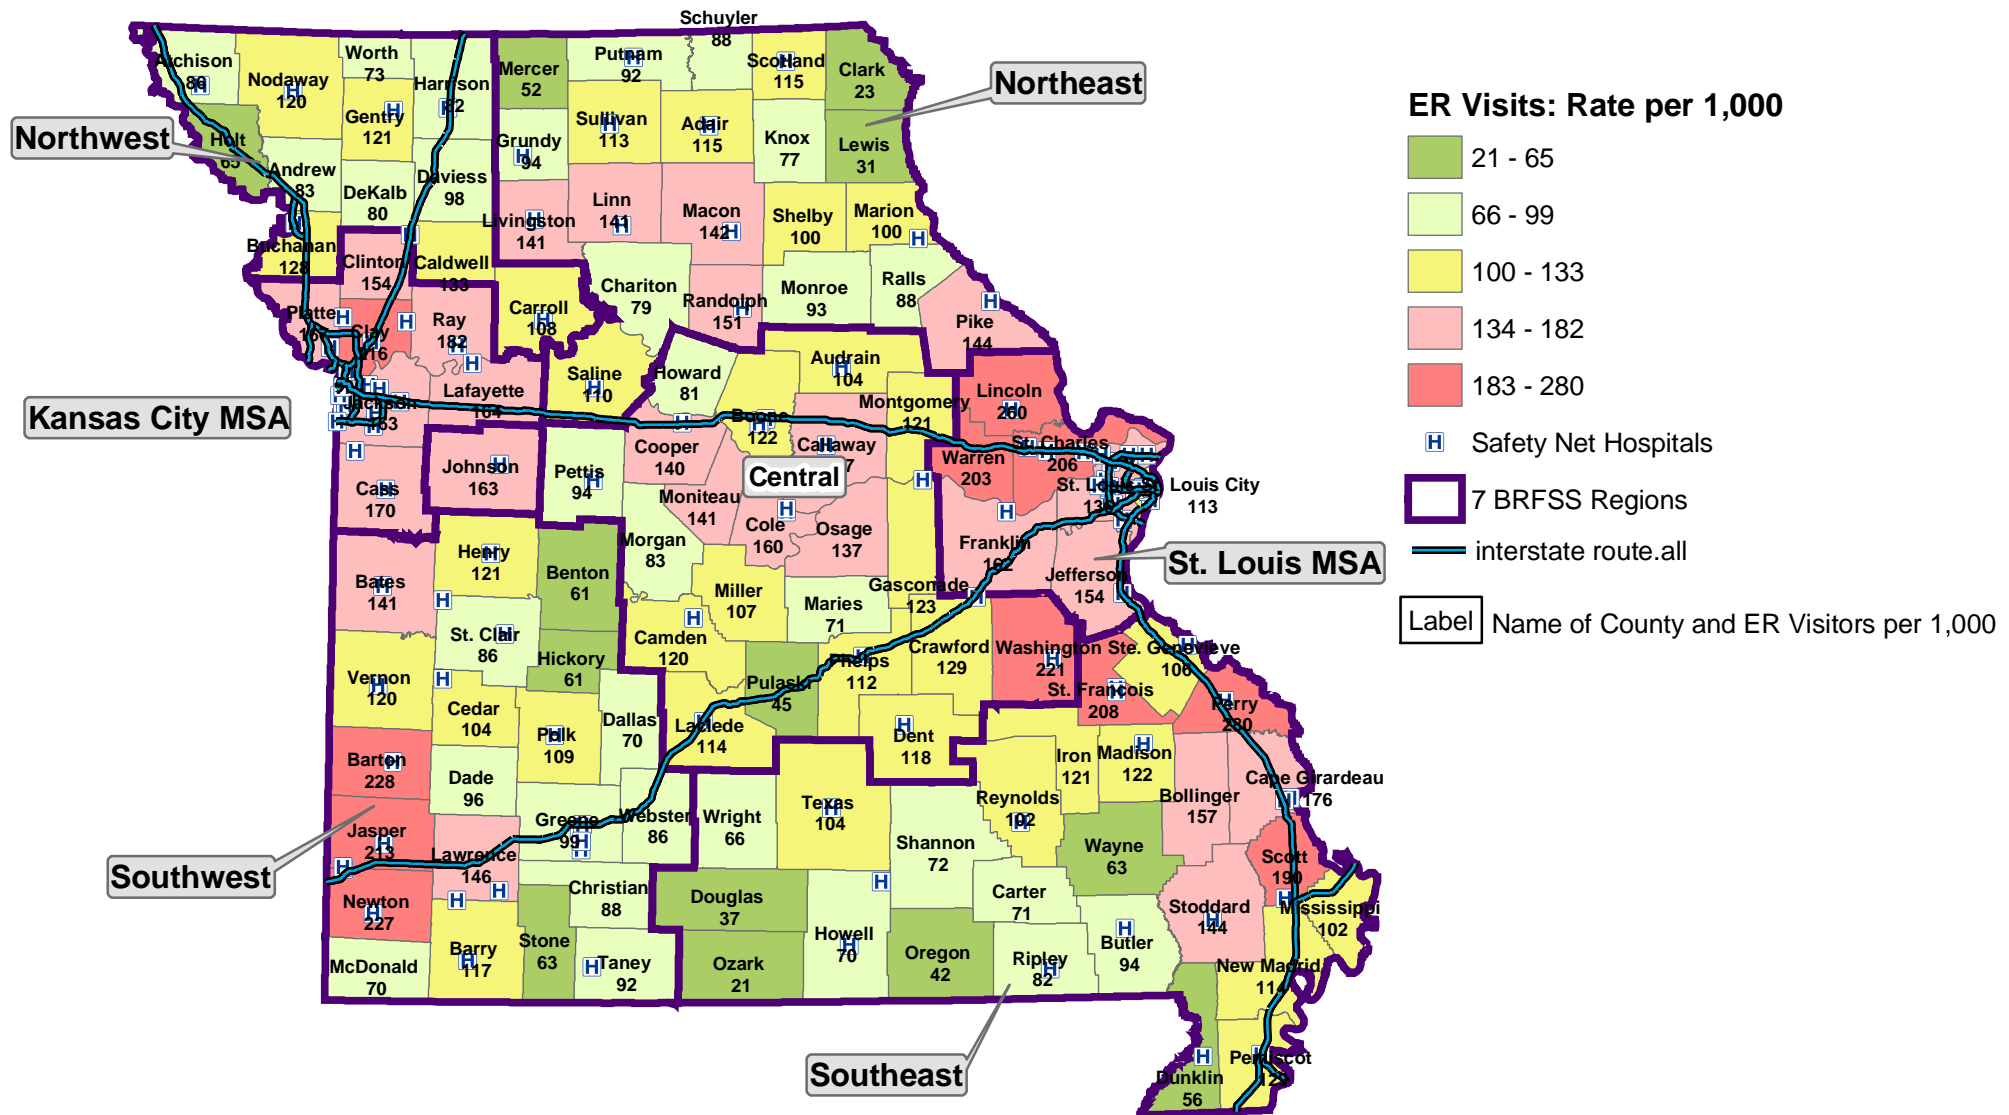 Schuyler
88
Atchison
86
Nodaway
120
Worth
73
Harrison
82
Mercer
52
Putnam
92
Scotland
115
Clark
23
Northeast
Northwest
Holt
65
Gentry
121
Grundy
94
Sullivan
113
Adair
115
Knox
77
Lewis
31
Andrew
83
DeKalb
80
Daviess
98
Livingston
141
Linn
141
Macon
142
Shelby
100
Marion
100
Buchanan
128
Clinton
154
Caldwell
133
Carroll
108
Chariton
79
Randolph
151
Monroe
93
Ralls
88
Pike
144
Platte
Clay
216
Ray
182
Kansas City MSA
Jackson
163
Lafayette
164
Saline
110
Howard
81
Audrain
104
Montgomery
121
Lincoln
260
Boone
122
Callaway
7
Central
Cooper
140
Johnson
163
Pettis
94
Cass
170
Moniteau
141
Cole
160
Osage
137
Warren
203
St. Charles
206
St. Louis
St. Louis City
113
Franklin
162
Jefferson
154
St. Louis MSA
Bates
141
Henry
121
Benton
61
Morgan
83
Miller
107
Maries
71
Gasconade
123
St. Clair
86
Hickory
61
Camden
120
Pulaski
45
Phelps
112
Crawford
129
Washington
221
Ste. Genevieve
106
St. Francois
208
Perry
280
Vernon
120
Cedar
104
Polk
109
Dallas
70
Laclede
114
Dent
118
Iron
121
Madison
122
Barton
228
Dade
96
Greene
99
Webster
86
Wright
66
Texas
104
Reynolds
102
Bollinger
157
Cape Girardeau
176
Jasper
213
Lawrence
146
Southwest
Shannon
72
Wayne
63
Scott
190
Newton
227
Christian
88
Douglas
37
Carter
71
Stoddard
144
Mississippi
102
McDonald
70
Barry
117
Stone
63
Taney
92
Ozark
21
Howell
70
Oregon
42
Ripley
82
Butler
94
New Madrid
114
Southeast
Dunklin
56
Pemiscot
ER Visits: Rate per 1,000
21 - 65
66 - 99
100 - 133
134 - 182
183 - 280
H Safety Net Hospitals
7 BRFSS Regions
interstate route.all
Label Name of County and ER Visitors per 1,000